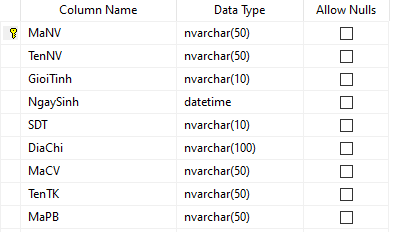 Column Name Data Type Allow Nulls
MaNV nvarchar(50)
TenNV nvarchar(50)
GioiTinh nvarchar(10)
NgaySinh datetime
SDT nvarchar(10)
DiaChi nvarchar(100)
MaCV nvarchar(50)
TenTK nvarchar(50)
MaPB nvarchar(50)